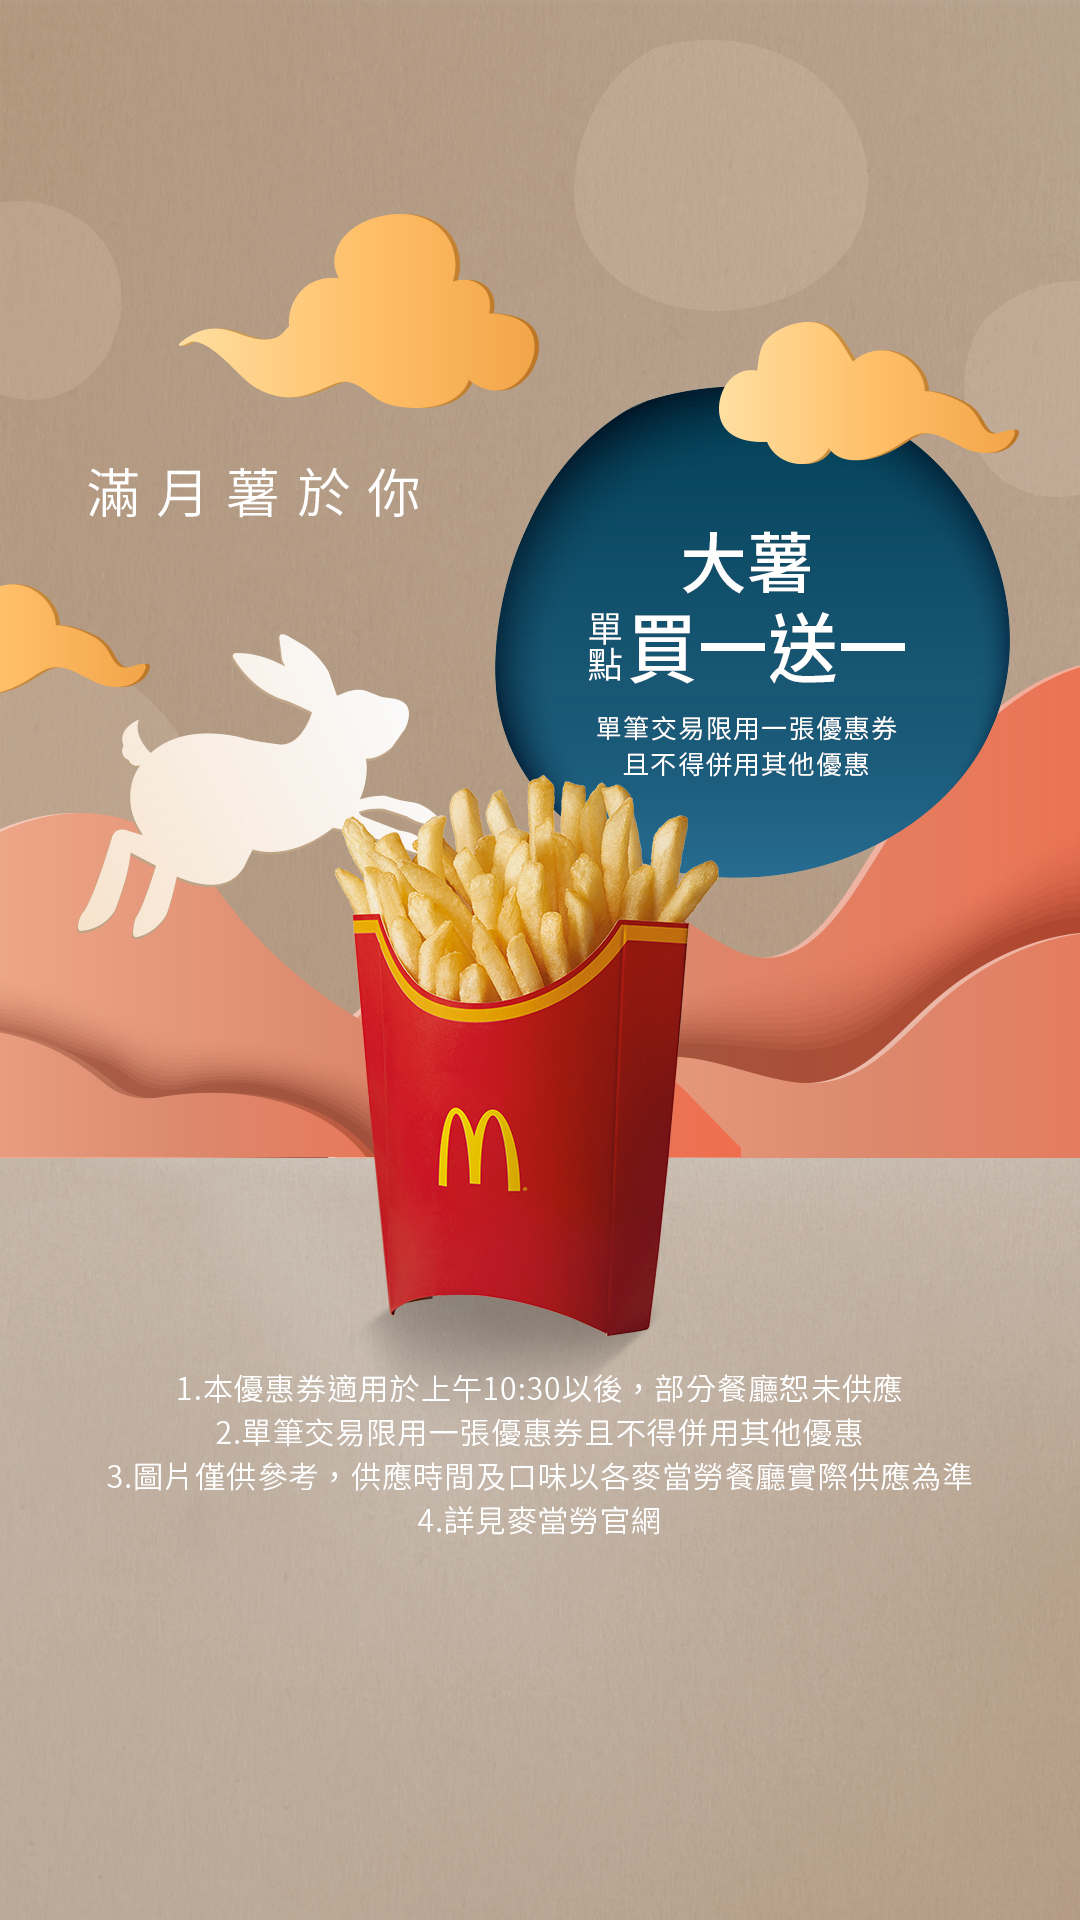 滿月薯於你
大薯
單點買一送一
單筆交易限用一張優惠券
且不得併用其他優惠
1.本優惠券適用於上午10:30以後，部分餐廳恕未供應
2.單筆交易限用一張優惠券且不得併用其他優惠
3.圖片僅供參考，供應時間及口味以各麥當勞餐廳實際供應為準
4.詳見麥當勞官網